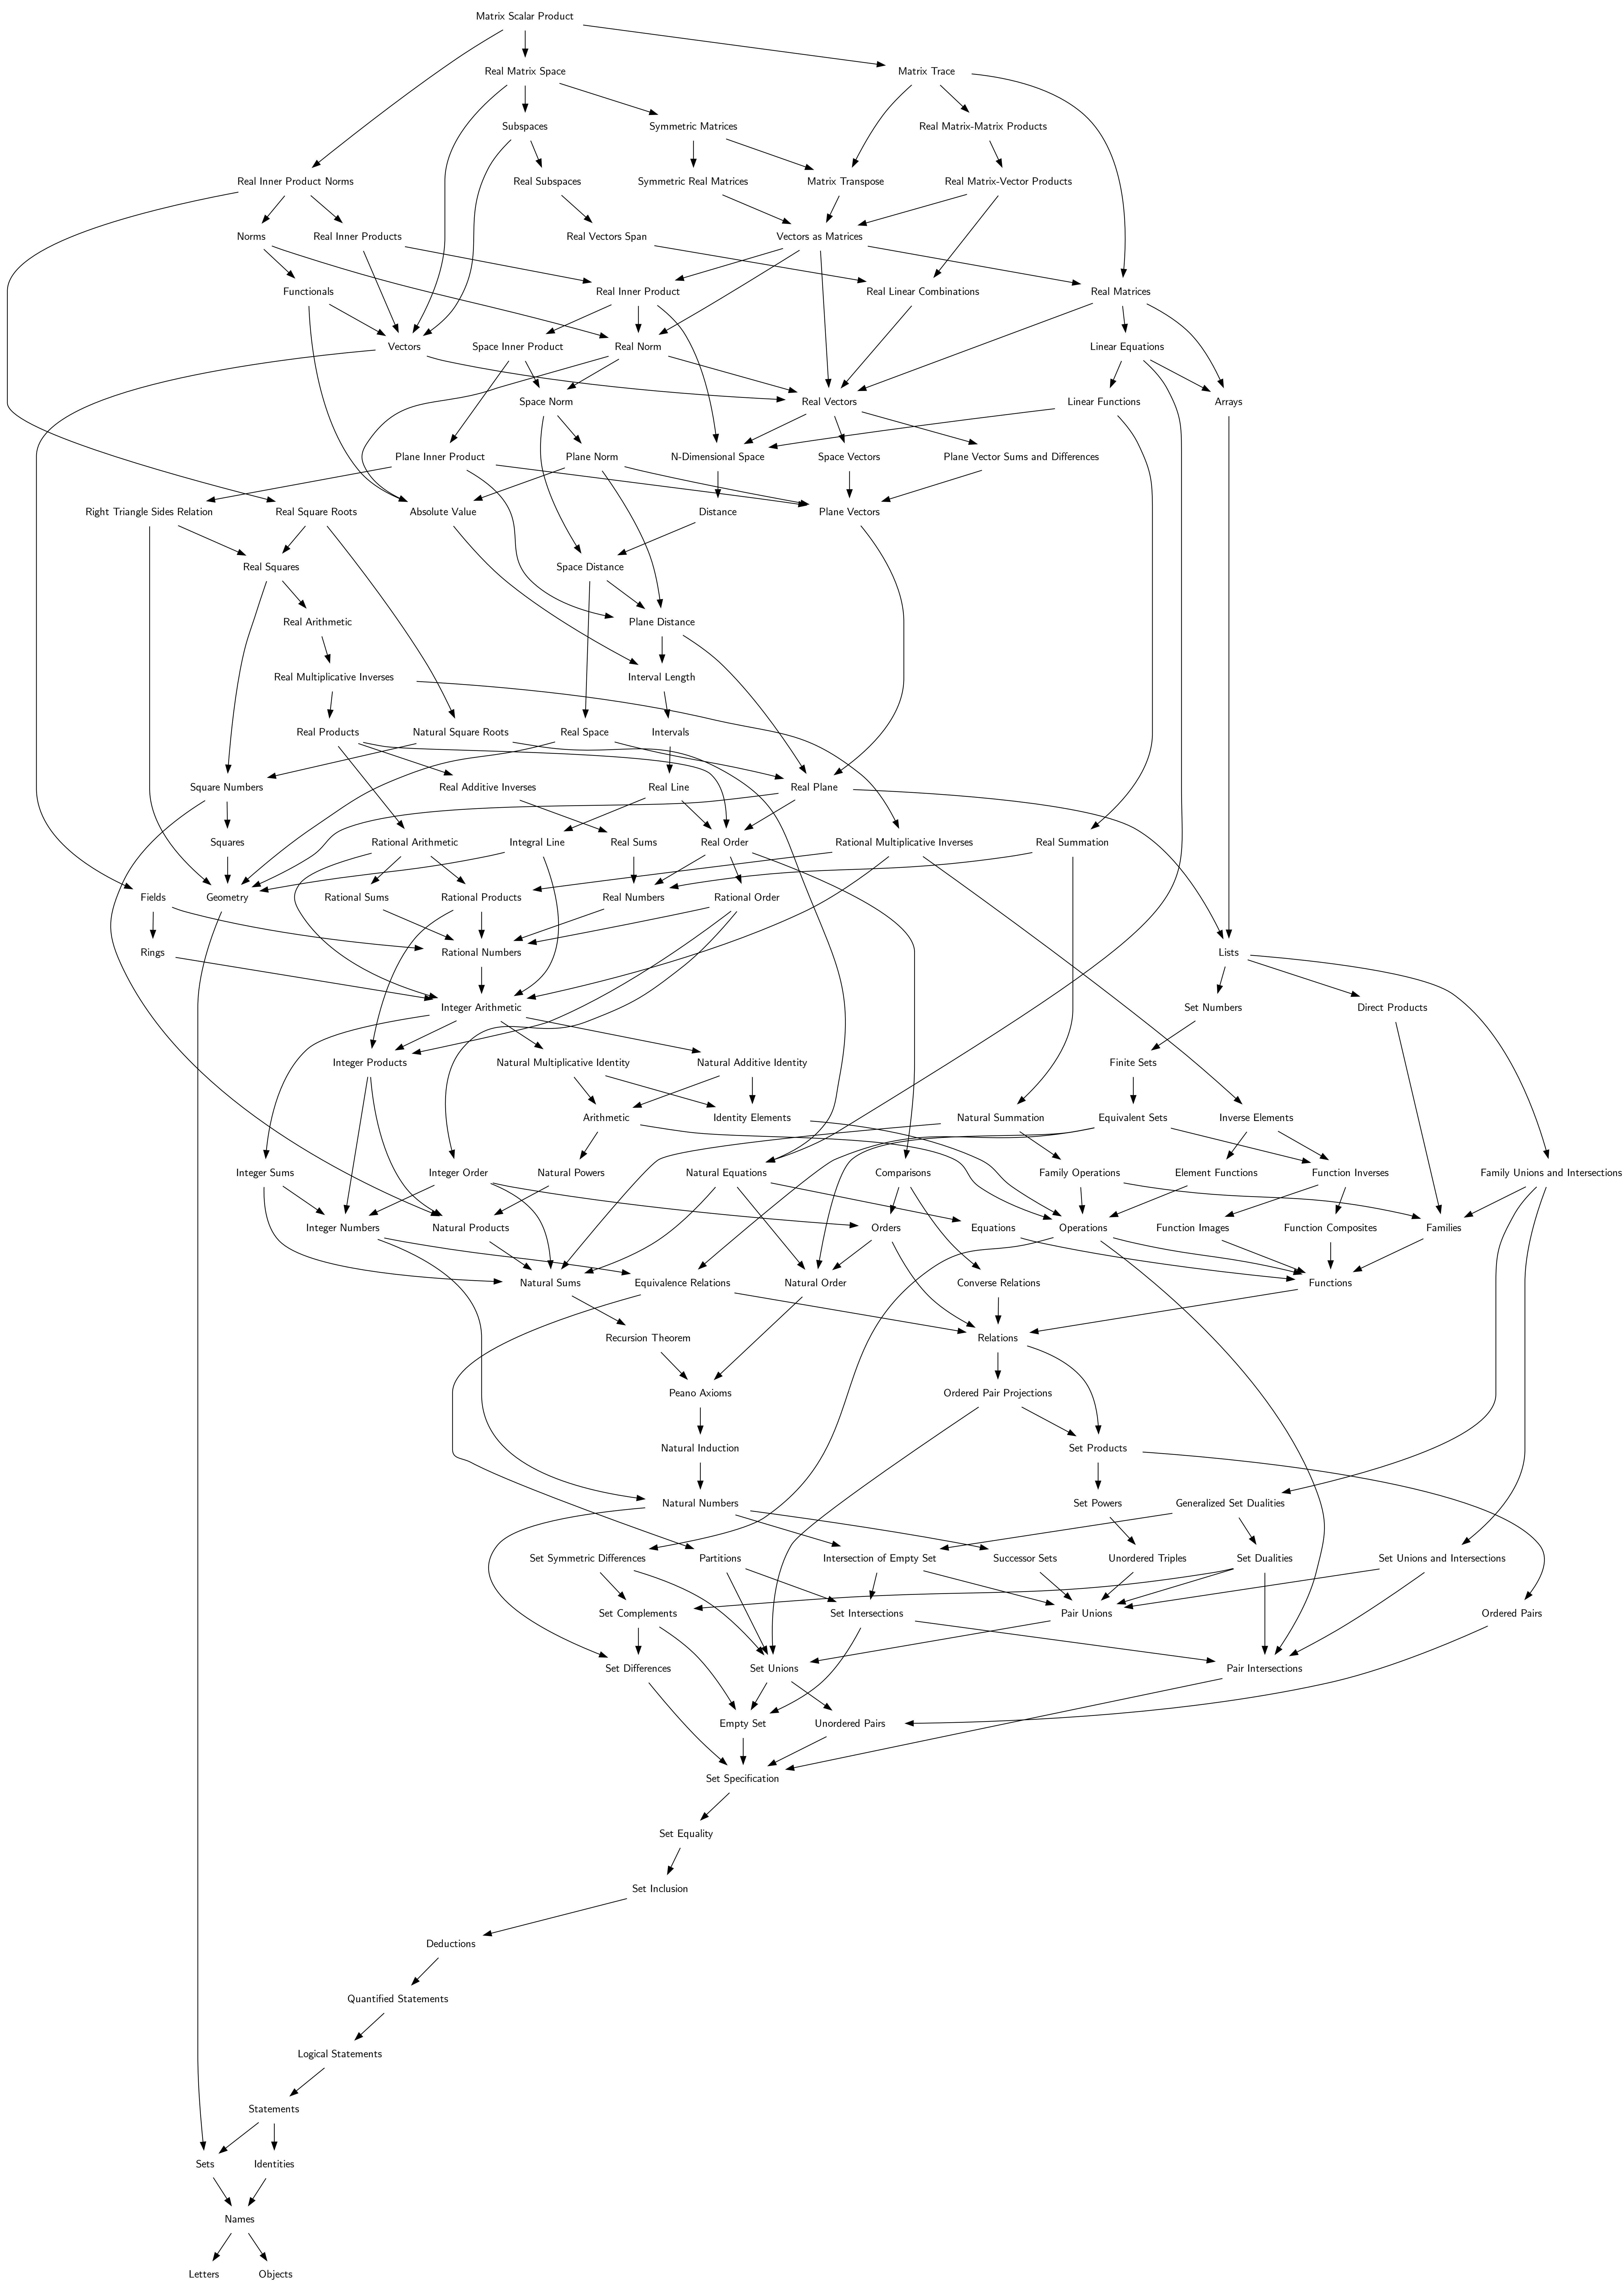 Matrix Scalar Product
Real Matrix Space
Matrix Trace
Subspaces
Symmetric Matrices
Real Matrix-Matrix Products
Real Inner Product Norms
Real Subspaces
Symmetric Real Matrices
Matrix Transpose
Real Matrix-Vector Products
Norms
Real Inner Products
Real Vectors Span
Vectors as Matrices
Functionals
Real Inner Product
Real Linear Combinations
Real Matrices
Vectors
Space Inner Product
Real Norm
Linear Equations
Space Norm
Real Vectors
Linear Functions
Arrays
Plane Inner Product
Plane Norm
N-Dimensional Space
Space Vectors
Plane Vector Sums and Differences
Right Triangle Sides Relation
Real Square Roots
Absolute Value
Distance
Plane Vectors
Real Squares
Space Distance
Real Arithmetic
Plane Distance
Real Multiplicative Inverses
Interval Length
Real Products
Natural Square Roots
Real Space
Intervals
Square Numbers
Real Additive Inverses
Real Line
Real Plane
Squares
Rational Arithmetic
Integral Line
Real Sums
Real Order
Rational Multiplicative Inverses
Real Summation
Fields
Geometry
Rational Sums
Rational Products
Real Numbers
Rational Order
Rings
Rational Numbers
Lists
Integer Arithmetic
Set Numbers
Direct Products
Integer Products
Natural Multiplicative Identity
Natural Additive Identity
Finite Sets
Arithmetic
Identity Elements
Natural Summation
Equivalent Sets
Inverse Elements
Integer Sums
Integer Order
Natural Powers
Natural Equations
Comparisons
Family Operations
Element Functions
Function Inverses
Family Unions and Intersections
Integer Numbers
Natural Products
Orders
Equations
Operations
Function Images
Function Composites
Families
Natural Sums
Equivalence Relations
Natural Order
Converse Relations
Functions
Recursion Theorem
Relations
Peano Axioms
Ordered Pair Projections
Natural Induction
Set Products
Natural Numbers
Set Powers
Generalized Set Dualities
Set Symmetric Differences
Partitions
Intersection of Empty Set
Successor Sets
Unordered Triples
Set Dualities
Set Unions and Intersections
Set Complements
Set Intersections
Pair Unions
Ordered Pairs
Set Differences
Set Unions
Pair Intersections
Empty Set
Unordered Pairs
Set Specification
Set Equality
Set Inclusion
Deductions
Quantified Statements
Logical Statements
Statements
Sets
Identities
Names
Letters
Objects